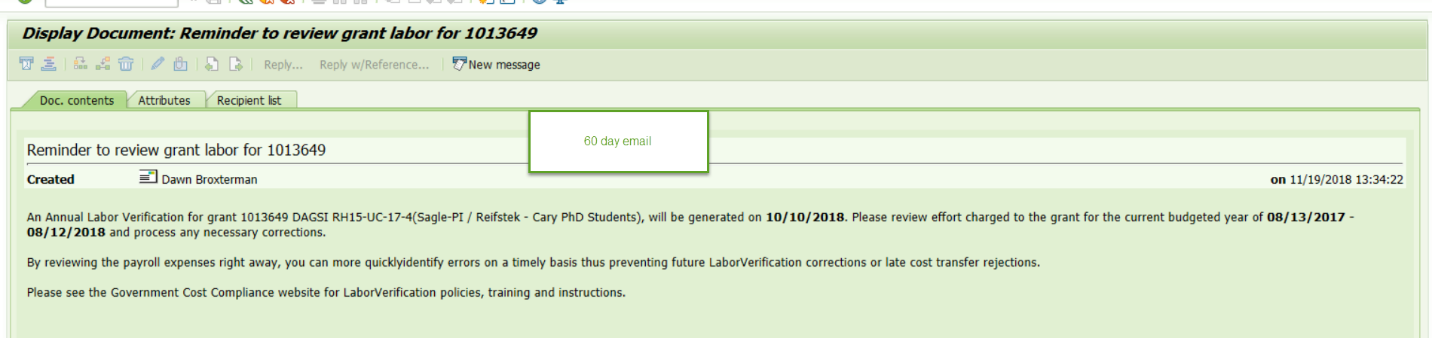 Display Document: Reminder to review grant labor for 1013649
Reply... Reply w/Reference... New message
Doc. contents Attributes Recipient list
60 day email
Reminder to review grant labor for 1013649
Created Dawn Broxterman on 11/19/2018 13:34:22
An Annual Labor Verification for grant 1013649 DAGSI RH15-UC-17-4(Sagle-PI / Reifstek - Cary PhD Students), will be generated on 10/10/2018. Please review effort charged to the grant for the current budgeted year of 08/13/2017 -
08/12/2018 and process any necessary corrections.
By reviewing the payroll expenses right away, you can more quicklyidentify errors on a timely basis thus preventing future LaborVerification corrections or late cost transfer rejections.
Please see the Government Cost Compliance website for LaborVerification policies, training and instructions.